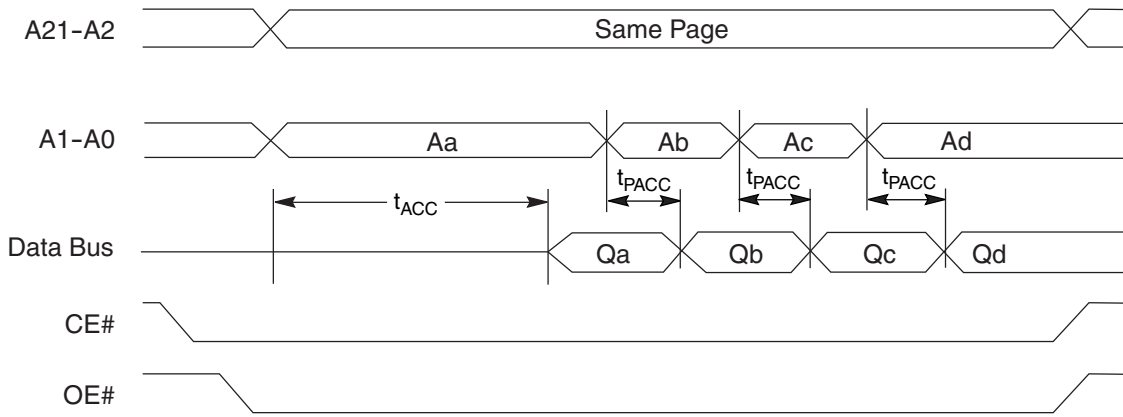 A21-A2 Same Page
A1-A0 Aa Ab Ac Ad
tPACC tPACC tPACC
tACC
Data Bus Qa Qb Qc Qd
CE#
OE#